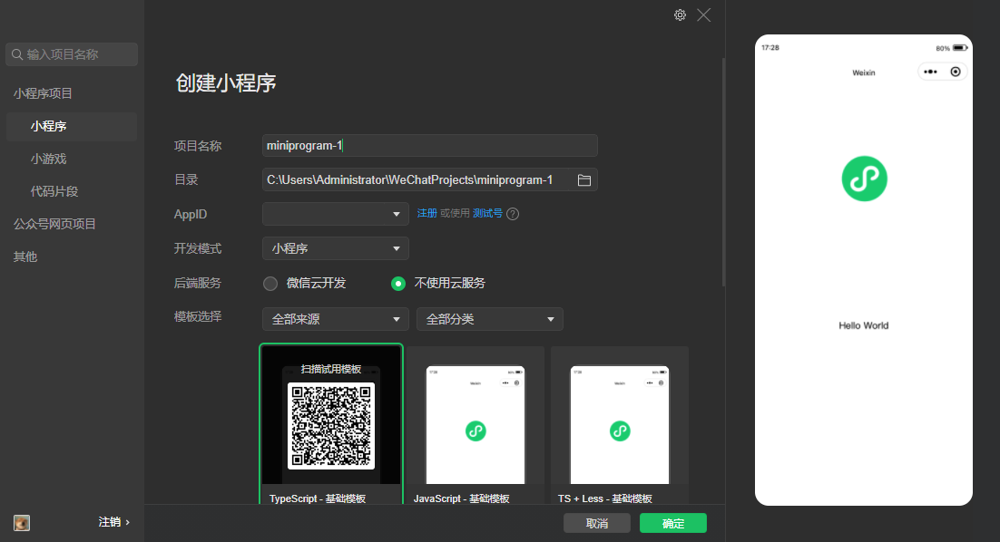 输入项目名称
小程序项目
小程序
小游戏
代码片段
公众号网页项目
其他
注销 ›
创建小程序
项目名称 miniprogram-1
目录 C:\Users\Administrator\WeChatProjects\miniprogram-1
AppID 注册 或使用 测试号 ?
开发模式 小程序
后端服务 微信云开发 不使用云服务
模板选择 全部来源 全部分类
扫描试用模板
TypeScript - 基础模板
JavaScript - 基础模板
TS + Less - 基础模板
取消 确定
17:28 80%
Weixin
Hello World